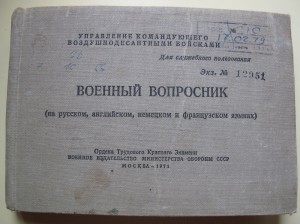 УПРАВЛЕНИЕ КОМАНДУЮЩЕГО
ВОЗДУШНОДЕСАНТНЫМИ ВОЙСКАМИ
Для служебного пользования
Экз. № 12951
ВОЕННЫЙ ВОПРОСНИК
(на русском, английском, немецком и французском языках)
Ордена Трудового Красного Знамени
ВОЕННОЕ ИЗДАТЕЛЬСТВО МИНИСТЕРСТВА ОБОРОНЫ СССР
МОСКВА